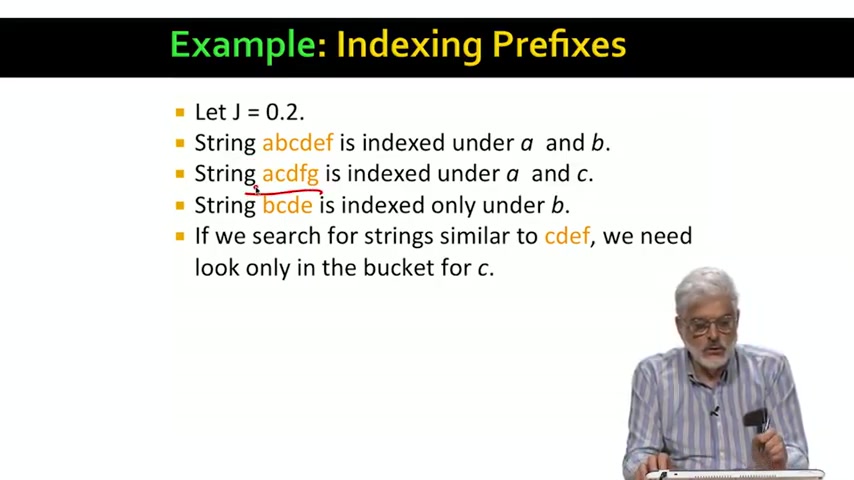 Example: Indexing Prefixes
Let J = 0.2.
String abcdef is indexed under a and b.
String acdfg is indexed under a and c.
String bcde is indexed only under b.
If we search for strings similar to cdef, we need
look only in the bucket for c.